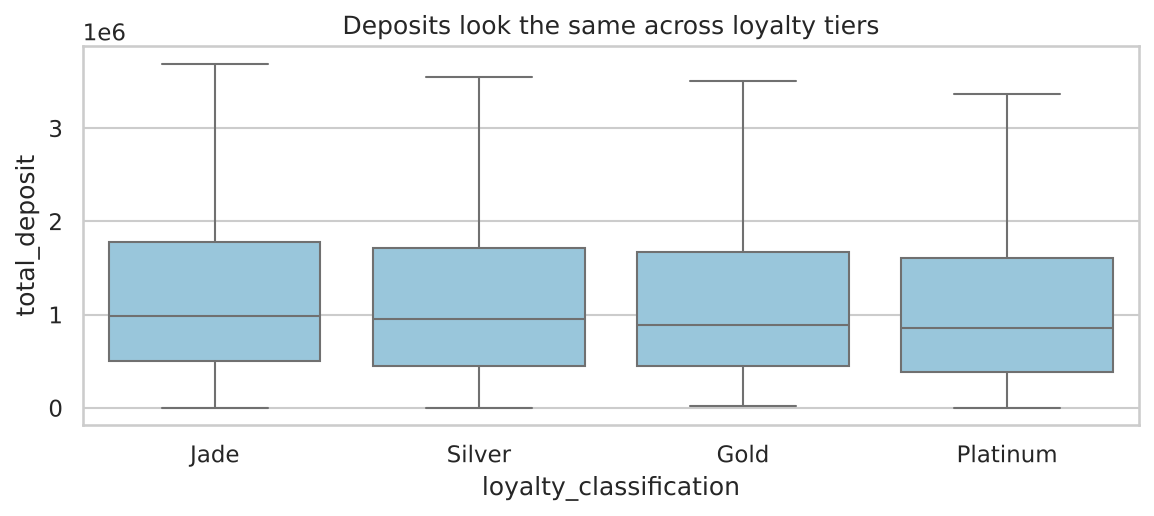 Deposits look the same across loyalty tiers
1e6
3
2
1
0
total_deposit
Jade Silver Gold Platinum
loyalty_classification